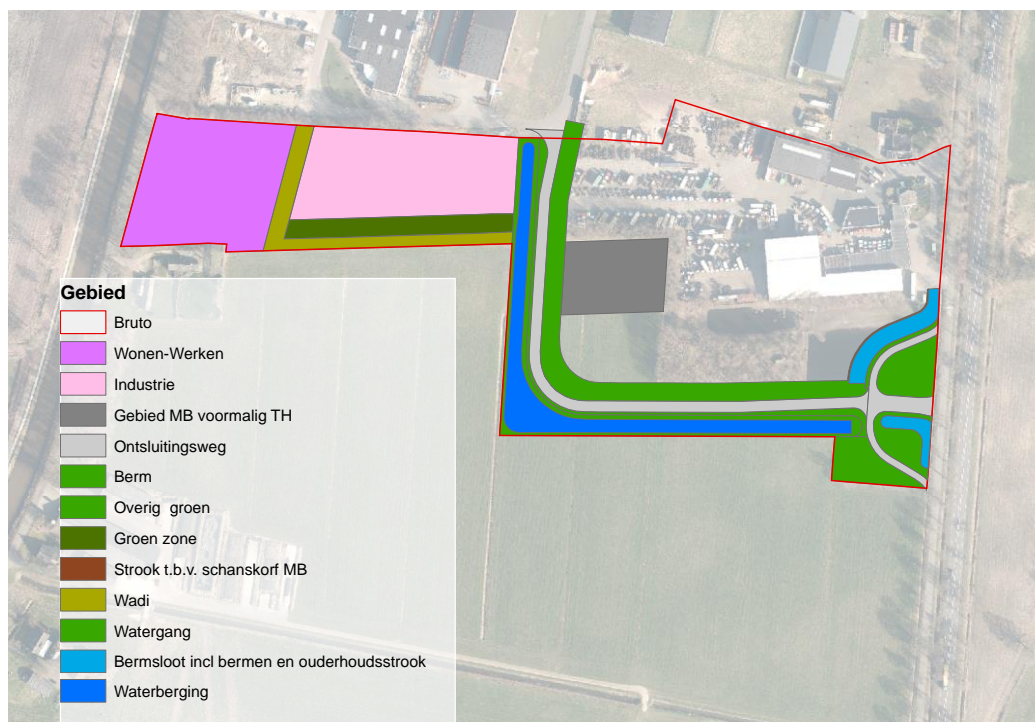 Gebied
Bruto
Wonen-Werken
Industrie
Gebied MB voormalig TH
Ontsluitingsweg
Berm
Overig groen
Groen zone
Strook t.b.v. schanskorf MB
Wadi
Watergang
Bermsloot incl bermen en ouderhoudsstrook
Waterberging